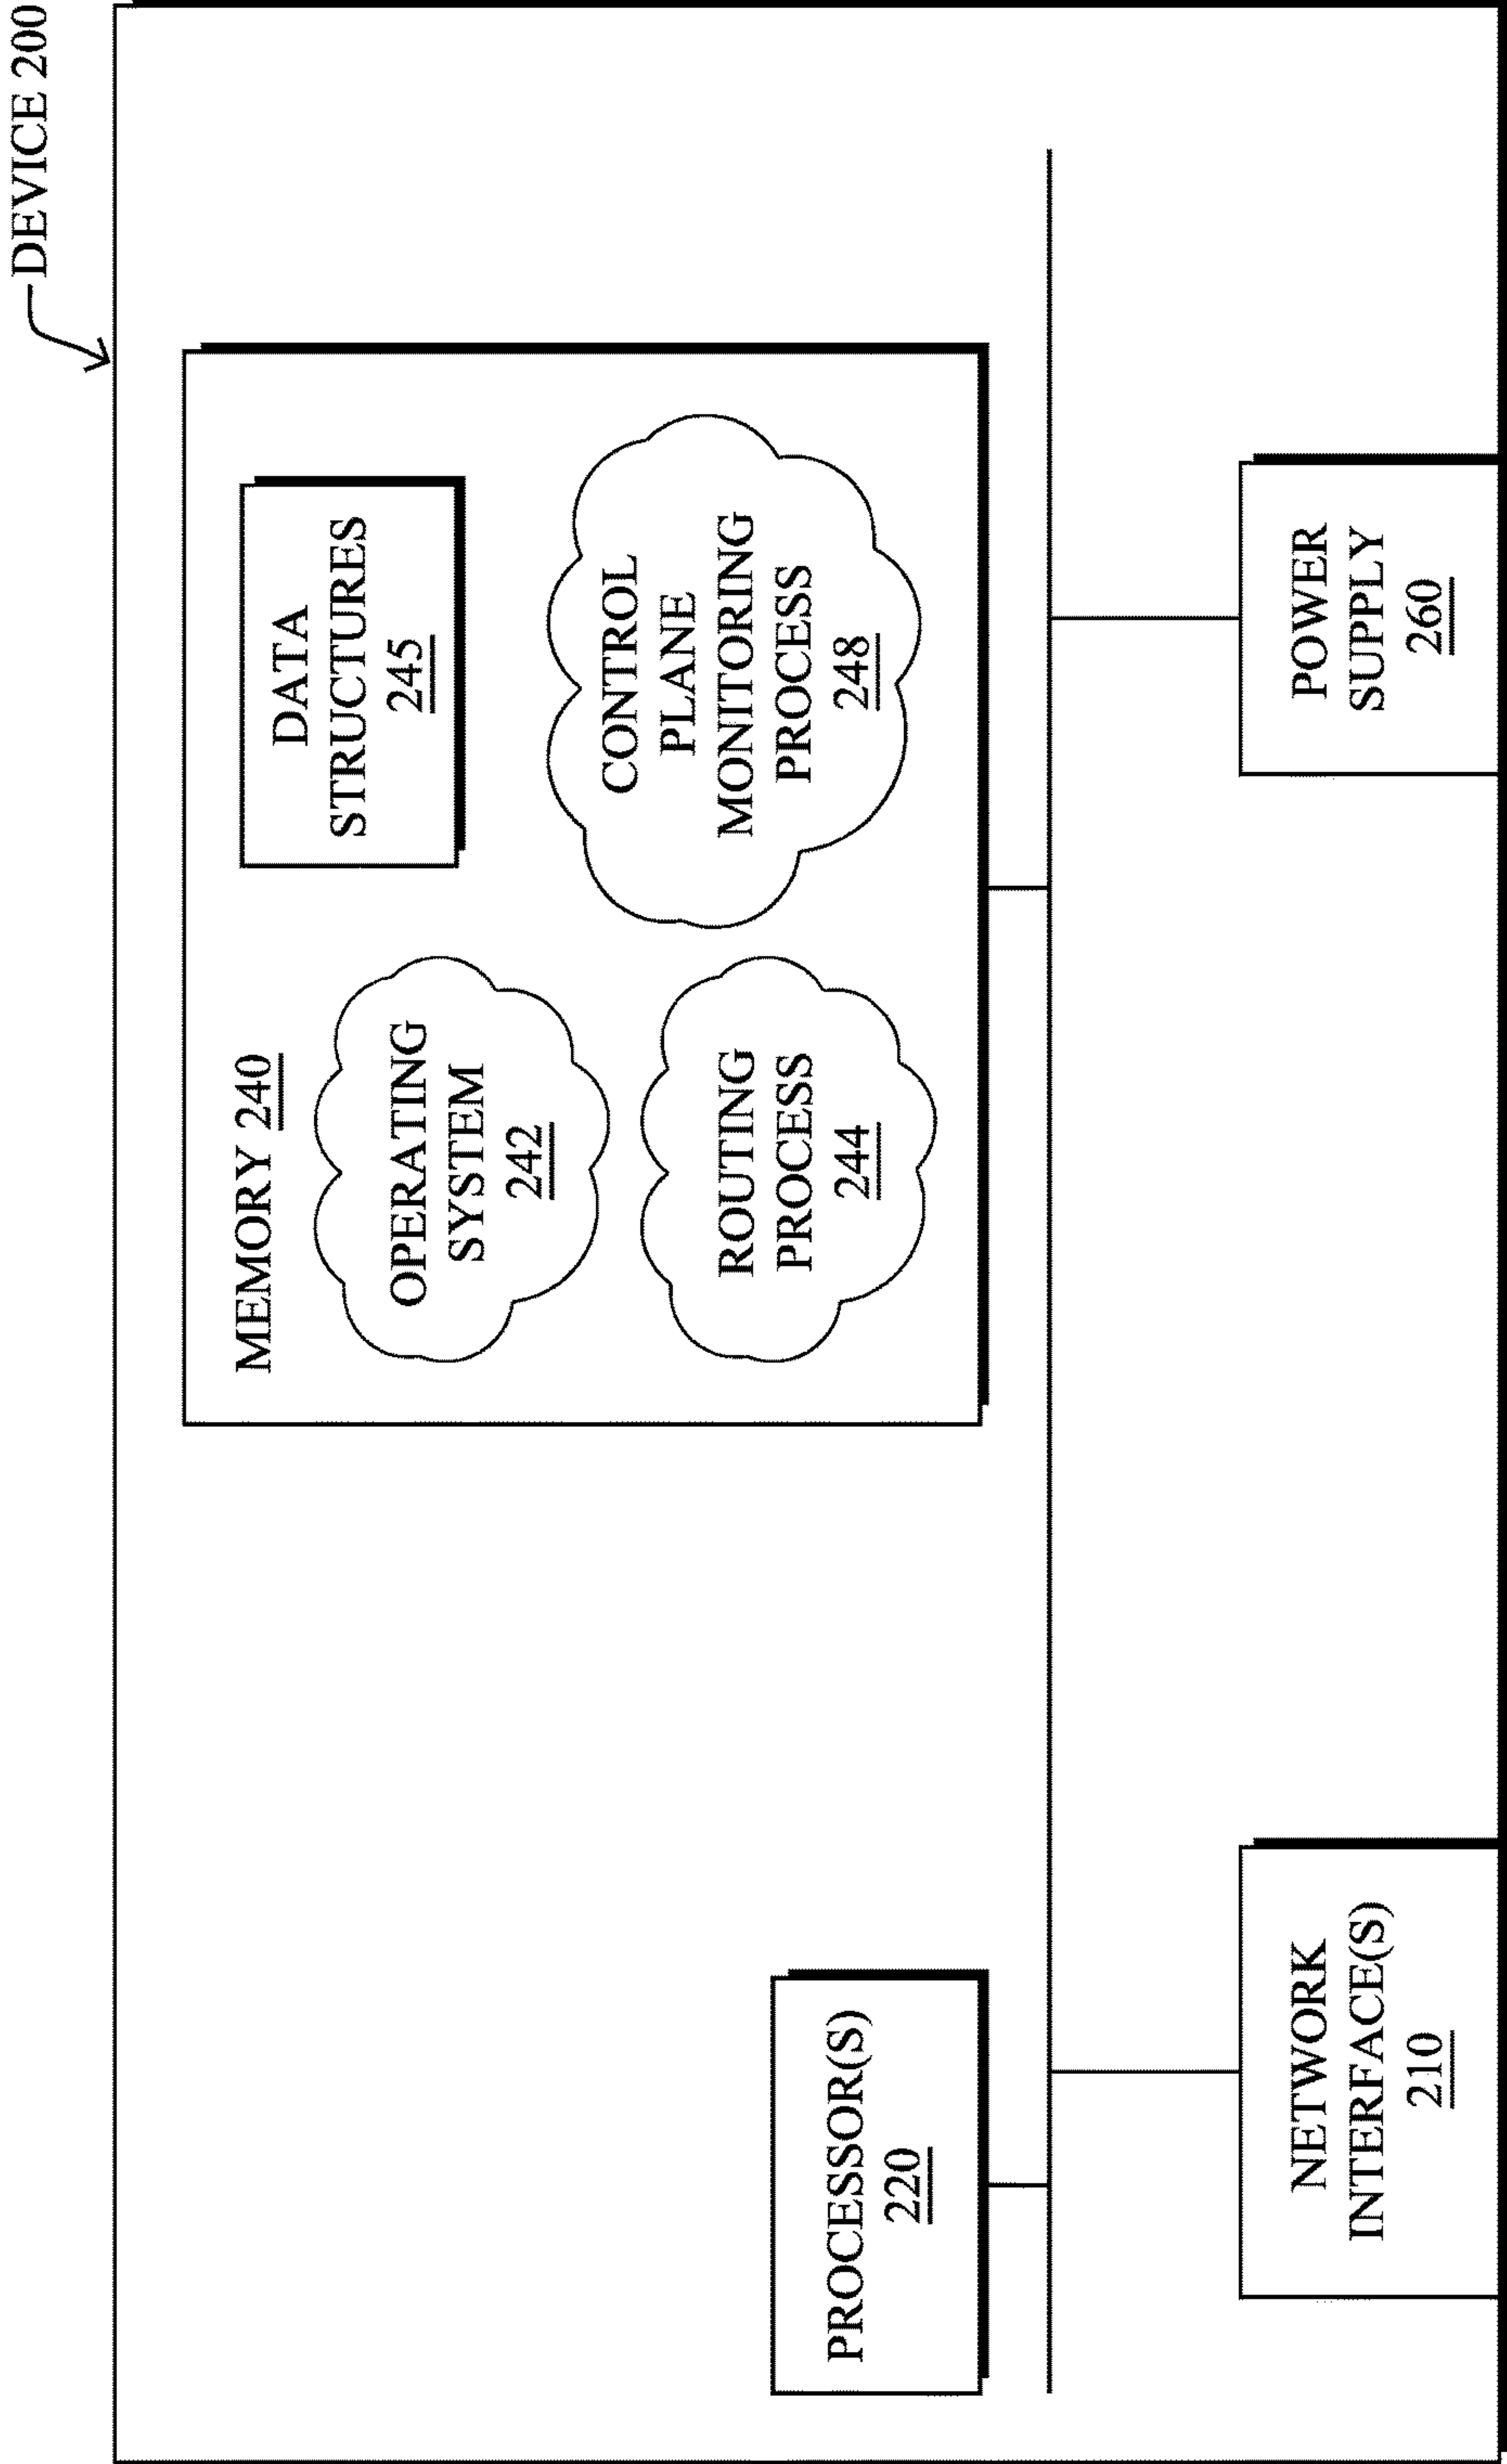 DEVICE 200
MEMORY 240
OPERATING
SYSTEM
242
DATA
STRUCTURES
245
ROUTING
PROCESS
244
CONTROL
PLANE
MONITORING
PROCESS
248
PROCESSOR(S)
220
NETWORK
INTERFACE(S)
210
POWER
SUPPLY
260